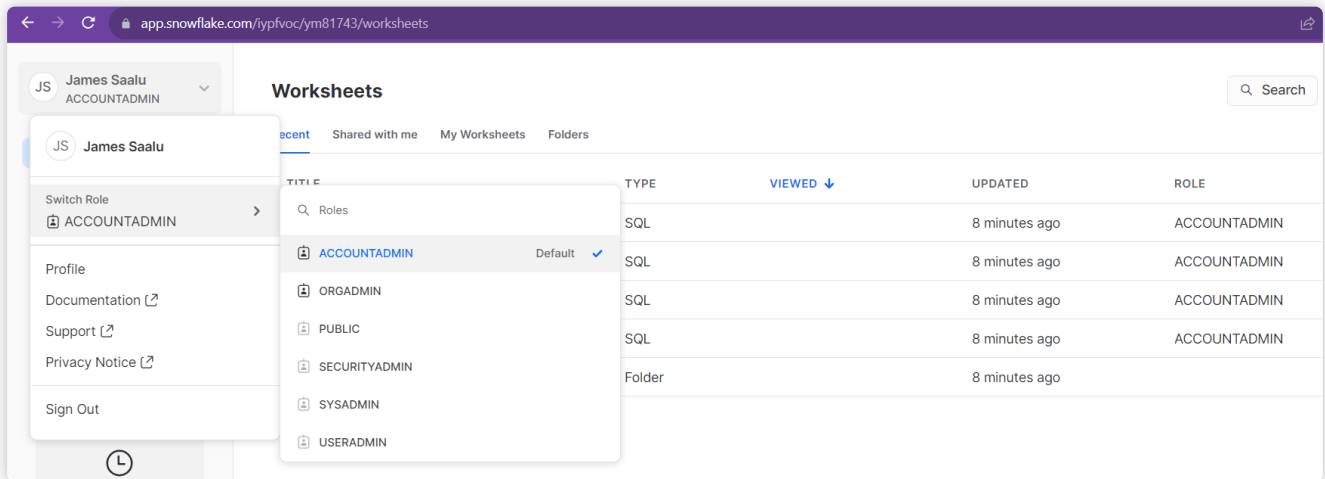 app.snowflake.com/iypfvoc/ym81743/worksheets
JS
James Saalu
ACCOUNTADMIN
Worksheets
Search
JS
James Saalu
ecent
Shared with me
My Worksheets
Folders
Switch Role
ACCOUNTADMIN
Profile
Documentation
Support
Privacy Notice
Sign Out
TITLE
TYPE
VIEWED
UPDATED
ROLE
Roles
ACCOUNTADMIN
Default
ORGADMIN
PUBLIC
SECURITYADMIN
SYSADMIN
USERADMIN
SQL 8 minutes ago ACCOUNTADMIN
SQL 8 minutes ago ACCOUNTADMIN
SQL 8 minutes ago ACCOUNTADMIN
SQL 8 minutes ago ACCOUNTADMIN
Folder 8 minutes ago